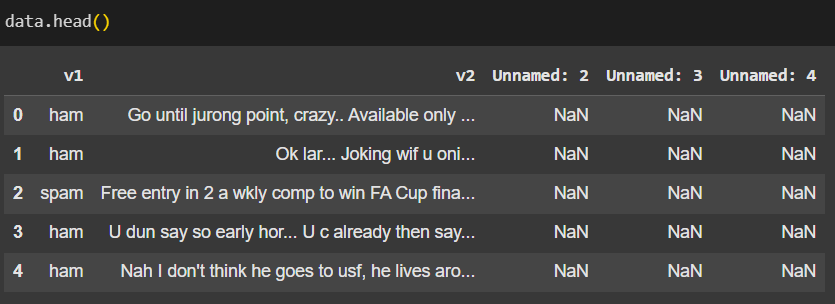 data.head()
v1 v2 Unnamed: 2 Unnamed: 3 Unnamed: 4
0 ham Go until jurong point, crazy.. Available only ... NaN NaN NaN
1 ham Ok lar... Joking wif u oni... NaN NaN NaN
2 spam Free entry in 2 a wkly comp to win FA Cup fina... NaN NaN NaN
3 ham U dun say so early hor... U c already then say... NaN NaN NaN
4 ham Nah I don't think he goes to usf, he lives aro... NaN NaN NaN